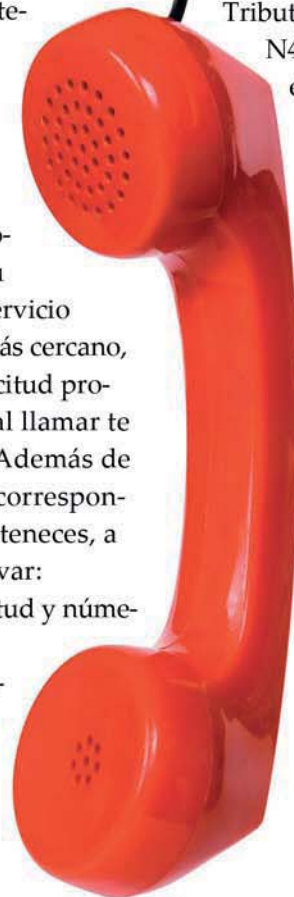 te-
o-
ervicio
ás cercano,
citud pro-
al llamar te
Además de
correspon-
teneces, a
var:
tud y núme-
Tribut
N4
e